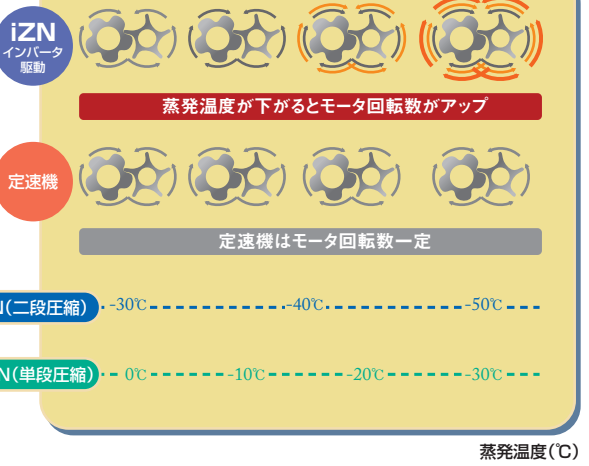 iZN
インバータ
駆動
蒸発温度が下がるとモータ回転数がアップ
定速機
定速機はモータ回転数一定
N(二段圧縮) -30℃ -40℃ -50℃
N(単段圧縮) 0℃ -10℃ -20℃ -30℃
蒸発温度(℃)